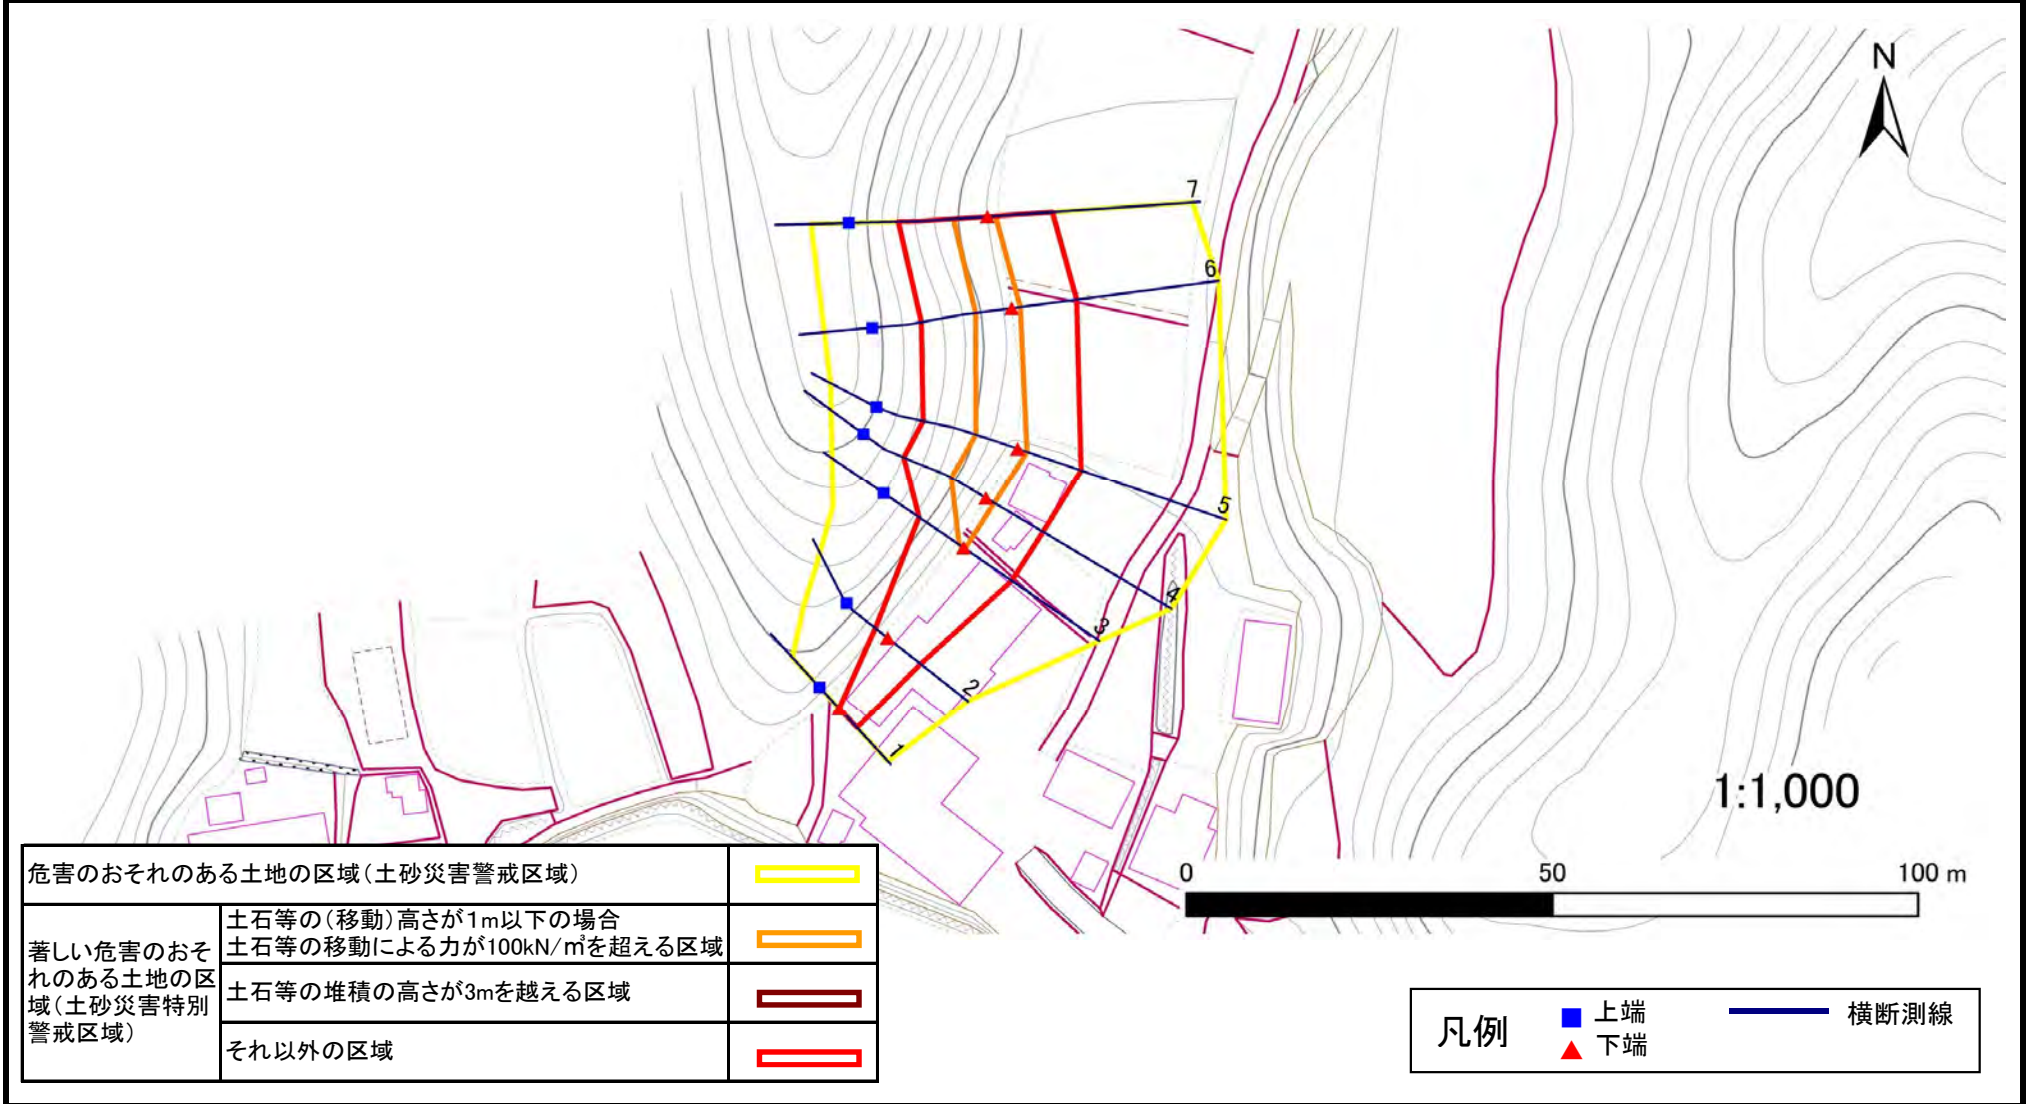 N
7
6
5
4
3
2
1
1:1,000
0 50 100 m
危害のおそれのある土地の区域(土砂災害警戒区域)
著しい危害のおそ
れのある土地の区
域(土砂災害特別
警戒区域)
土石等の(移動)高さが1m以下の場合
土石等の移動による力が100kN/㎡を超える区域
土石等の堆積の高さが3mを越える区域
それ以外の区域
凡例
上端
下端
横断測線